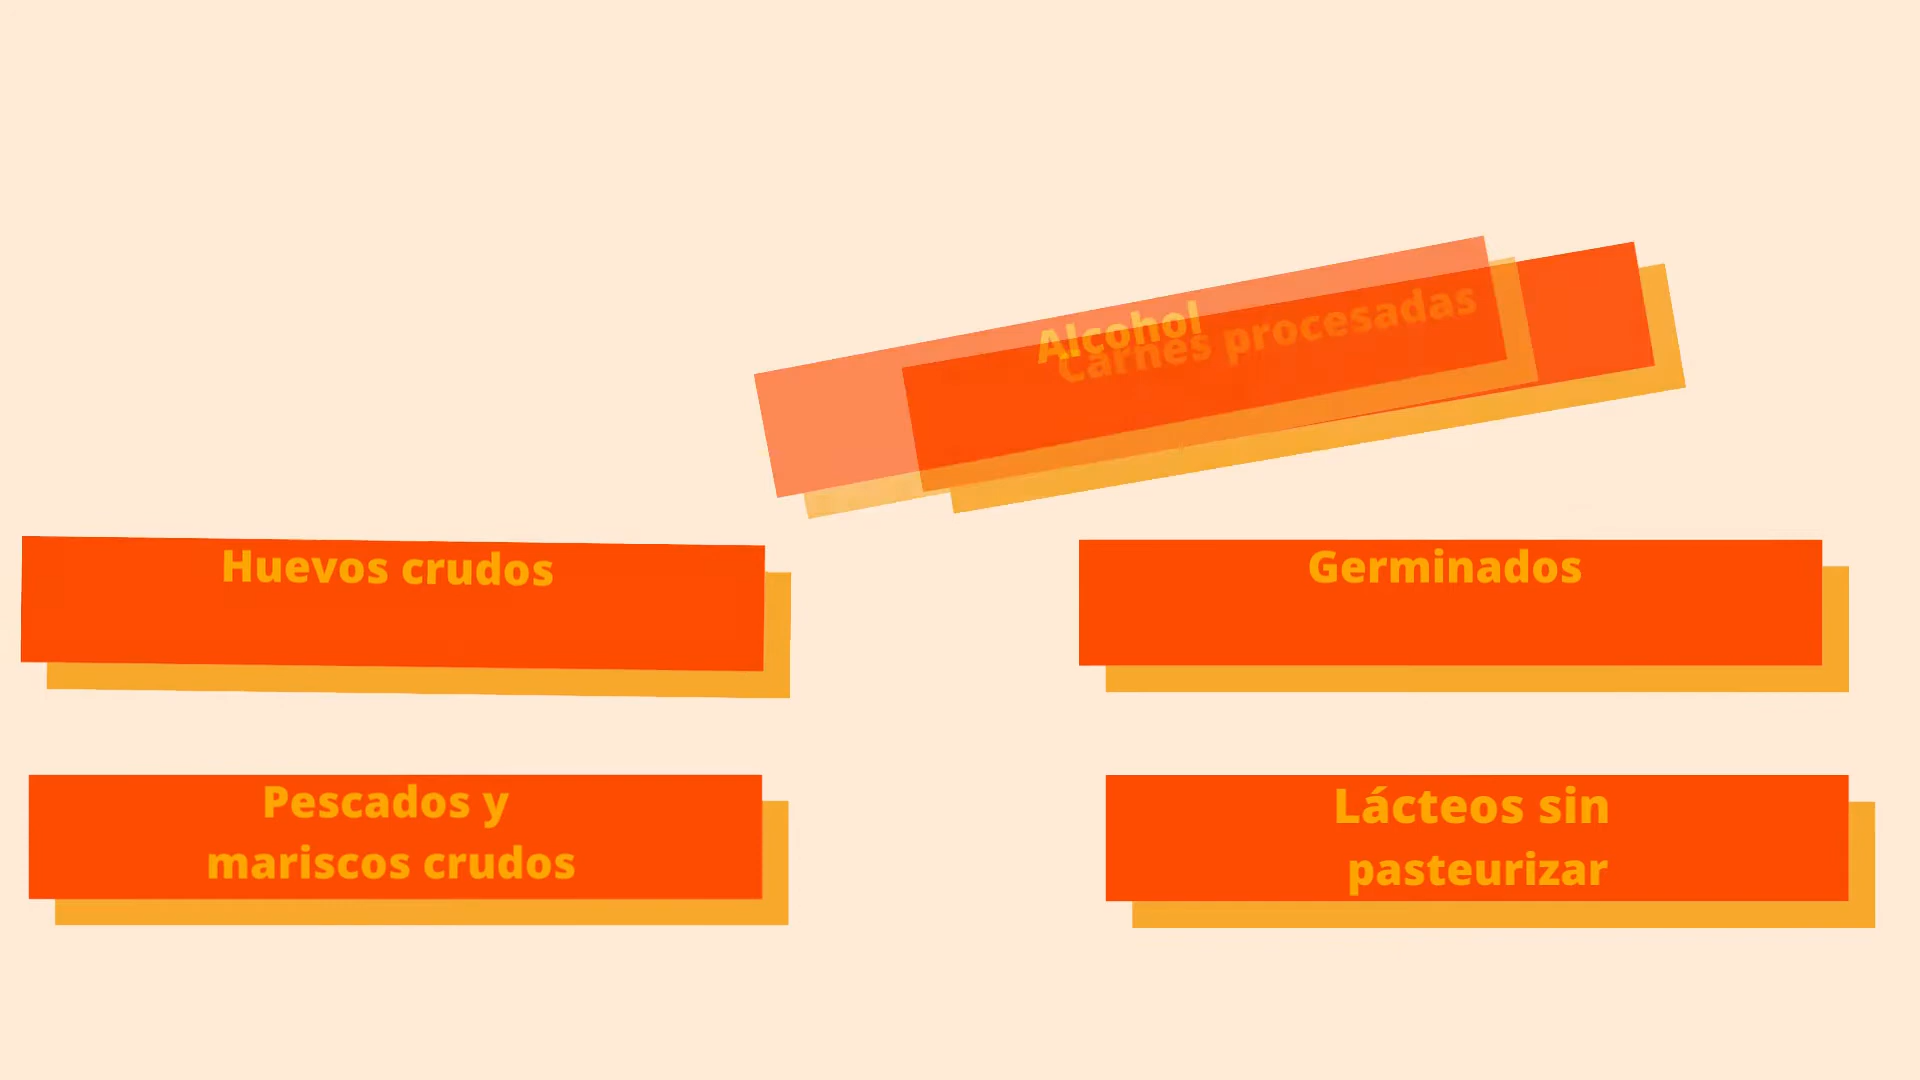 Alcohol
Carnes procesadas
Huevos crudos
Germinados
Pescados y
mariscos crudos
Lácteos sin
pasteurizar